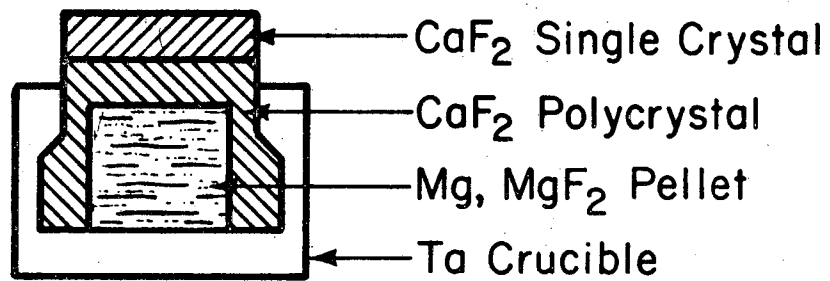 CaF₂ Single Crystal
CaF₂ Polycrystal
Mg, MgF₂ Pellet
Ta Crucible